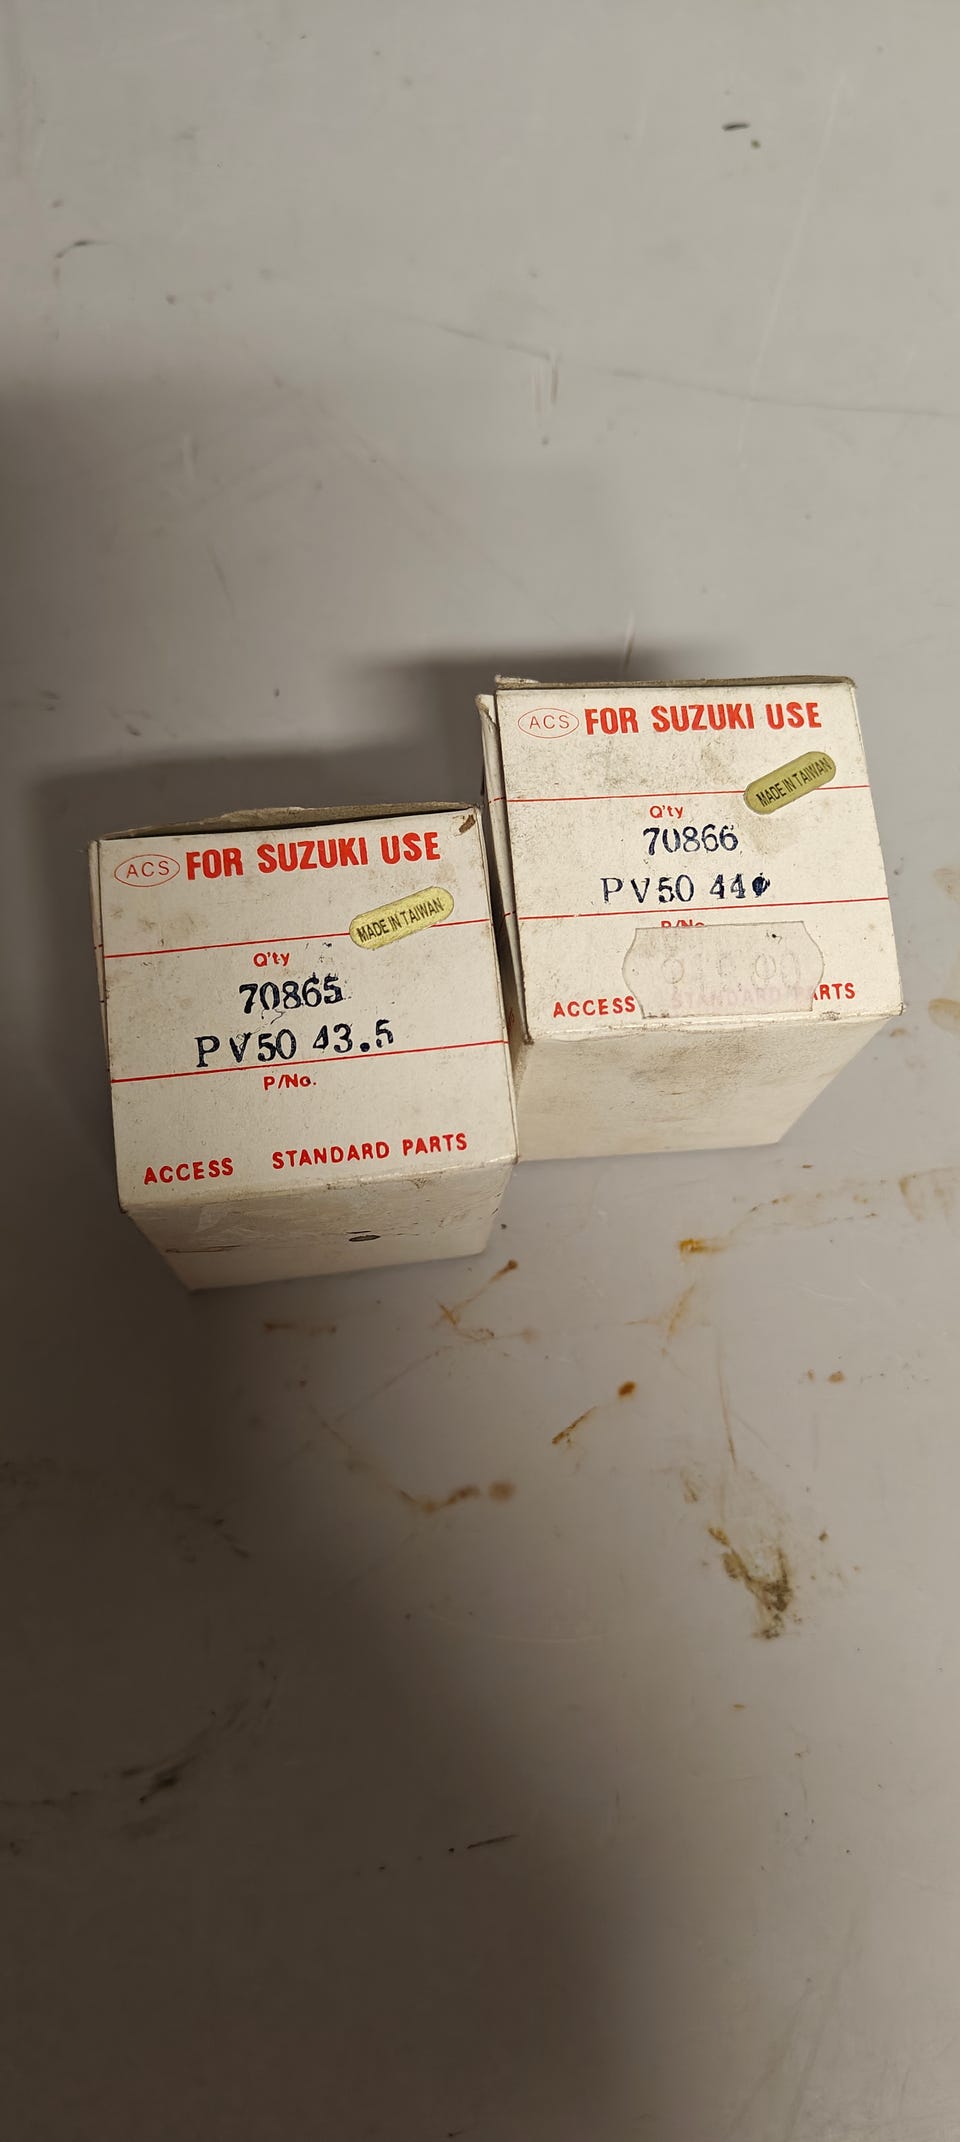 ACS FOR SUZUKI USE
MADE IN TAIWAN
Q'ty
70865
PV50 43.5
P/No.
ACCESS STANDARD PARTS
ACS FOR SUZUKI USE
MADE IN TAIWAN
Q'ty
70866
PV50 44
P/No.
ACCESS STANDARD PARTS